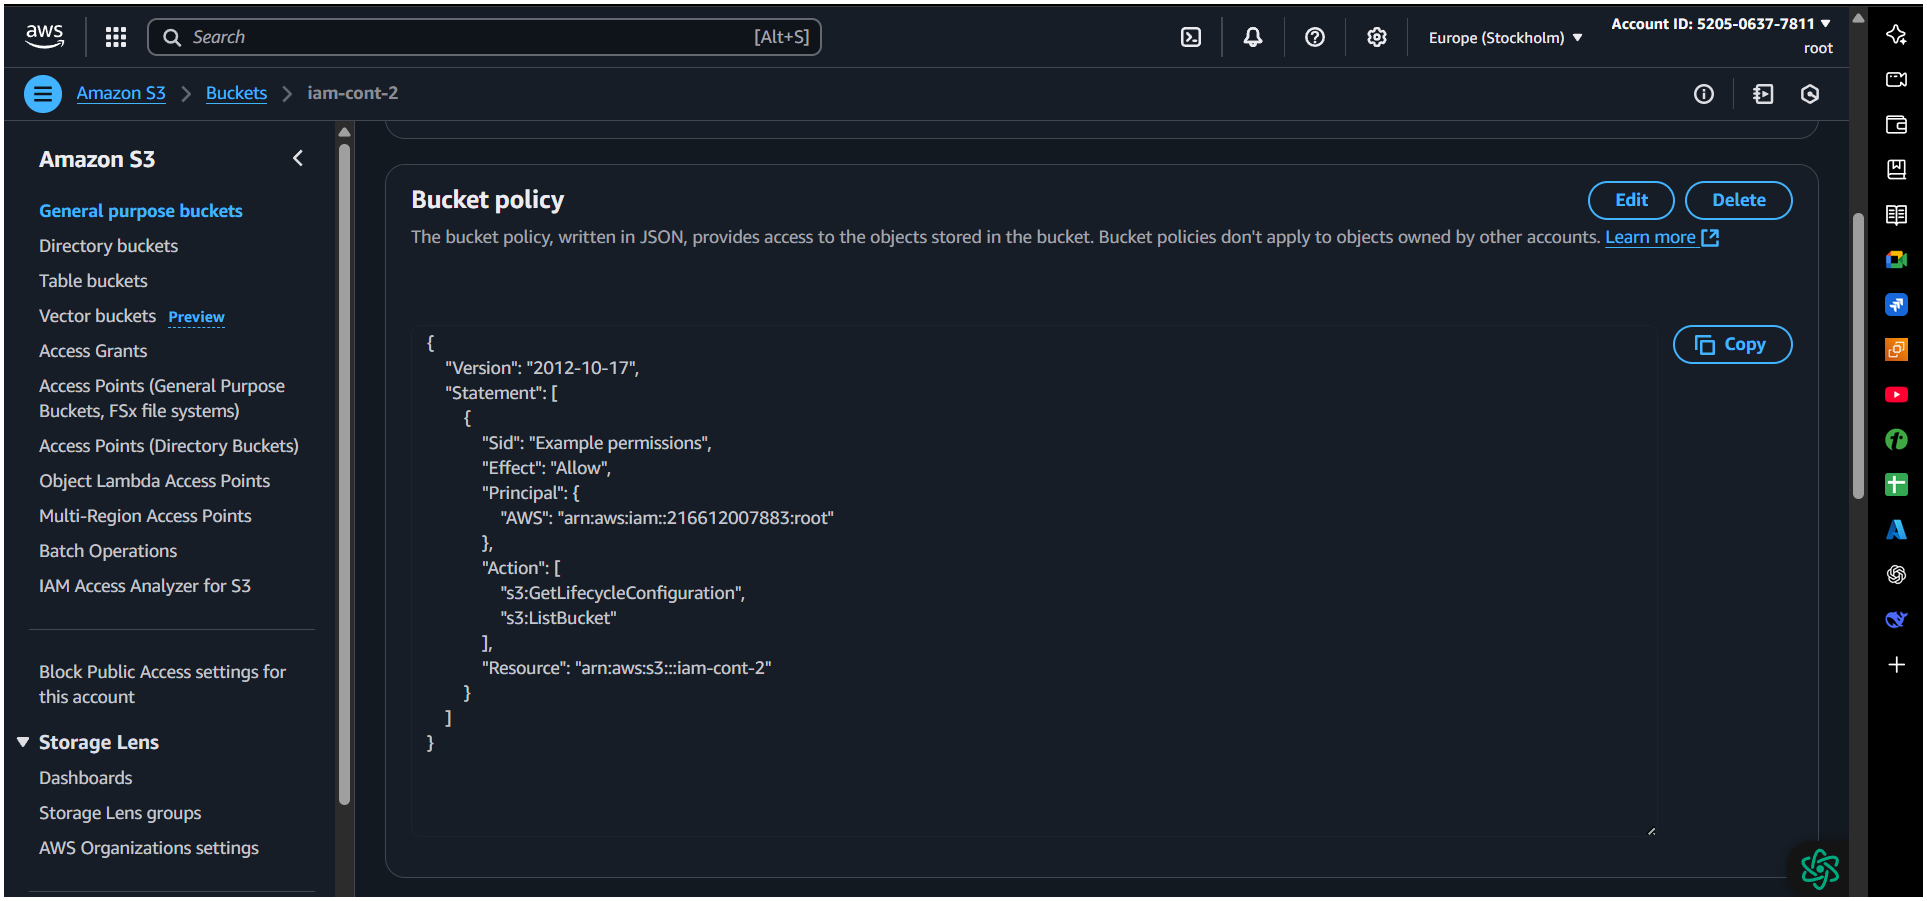 aws
Search
[Alt+S]
Europe (Stockholm)
Account ID: 5205-0637-7811
root
Amazon S3
Buckets
iam-cont-2
Amazon S3
General purpose buckets
Directory buckets
Table buckets
Vector buckets Preview
Access Grants
Access Points (General Purpose
Buckets, FSx file systems)
Access Points (Directory Buckets)
Object Lambda Access Points
Multi-Region Access Points
Batch Operations
IAM Access Analyzer for S3
Block Public Access settings for
this account
Storage Lens
Dashboards
Storage Lens groups
AWS Organizations settings
Bucket policy
Edit
Delete
The bucket policy, written in JSON, provides access to the objects stored in the bucket. Bucket policies don't apply to objects owned by other accounts. Learn more
Copy
{
"Version": "2012-10-17",
"Statement": [
{
"Sid": "Example permissions",
"Effect": "Allow",
"Principal": {
"AWS": "arn:aws:iam::216612007883:root"
},
"Action": [
"s3:GetLifecycleConfiguration",
"s3:ListBucket"
],
"Resource": "arn:aws:s3:::iam-cont-2"
}
]
}